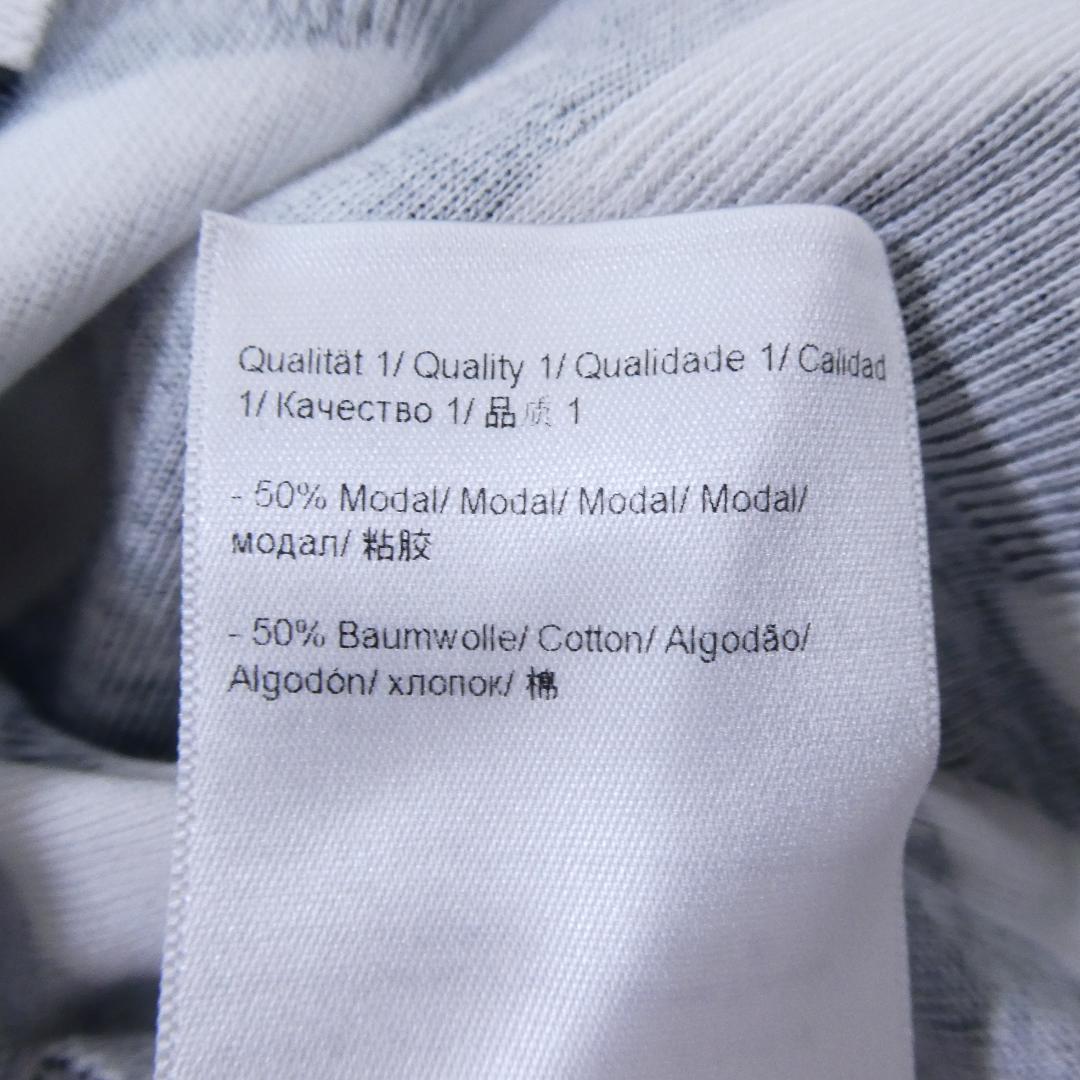 Qualität 1/ Quality 1/ Qualidade 1/ Calidad
1/ Качество 1/ 品质 1
- 50% Modal/ Modal/ Modal/ Modal/
модал/ 粘胶
- 50% Baumwolle/ Cotton/ Algodão/
Algodón/ хлопок/ 棉